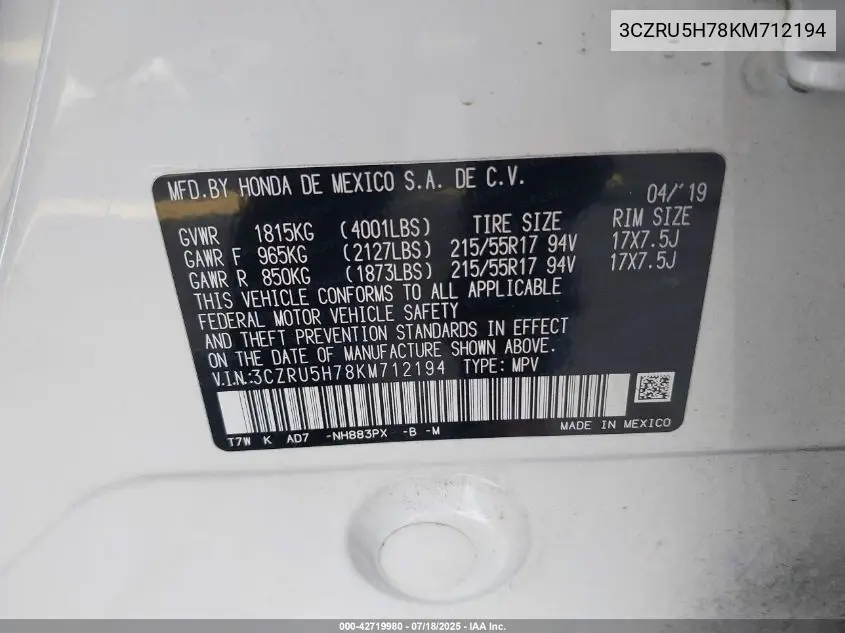 3CZRU5H78KM712194
MFD.BY HONDA DE MEXICO S.A. DE C.V.
04/'19
GVWR 1815KG (4001LBS) TIRE SIZE RIM SIZE
GAWR F 965KG (2127LBS) 215/55R17 94V 17X7.5J
GAWR R 850KG (1873LBS) 215/55R17 94V 17X7.5J
THIS VEHICLE CONFORMS TO ALL APPLICABLE
FEDERAL MOTOR VEHICLE SAFETY
AND THEFT PREVENTION STANDARDS IN EFFECT
ON THE DATE OF MANUFACTURE SHOWN ABOVE.
V.I.N.:3CZRU5H78KM712194 TYPE: MPV
T7W K AD7 -NH883PX -B -M
MADE IN MEXICO
000-42719980 - 07/18/2025 - IAA Inc.